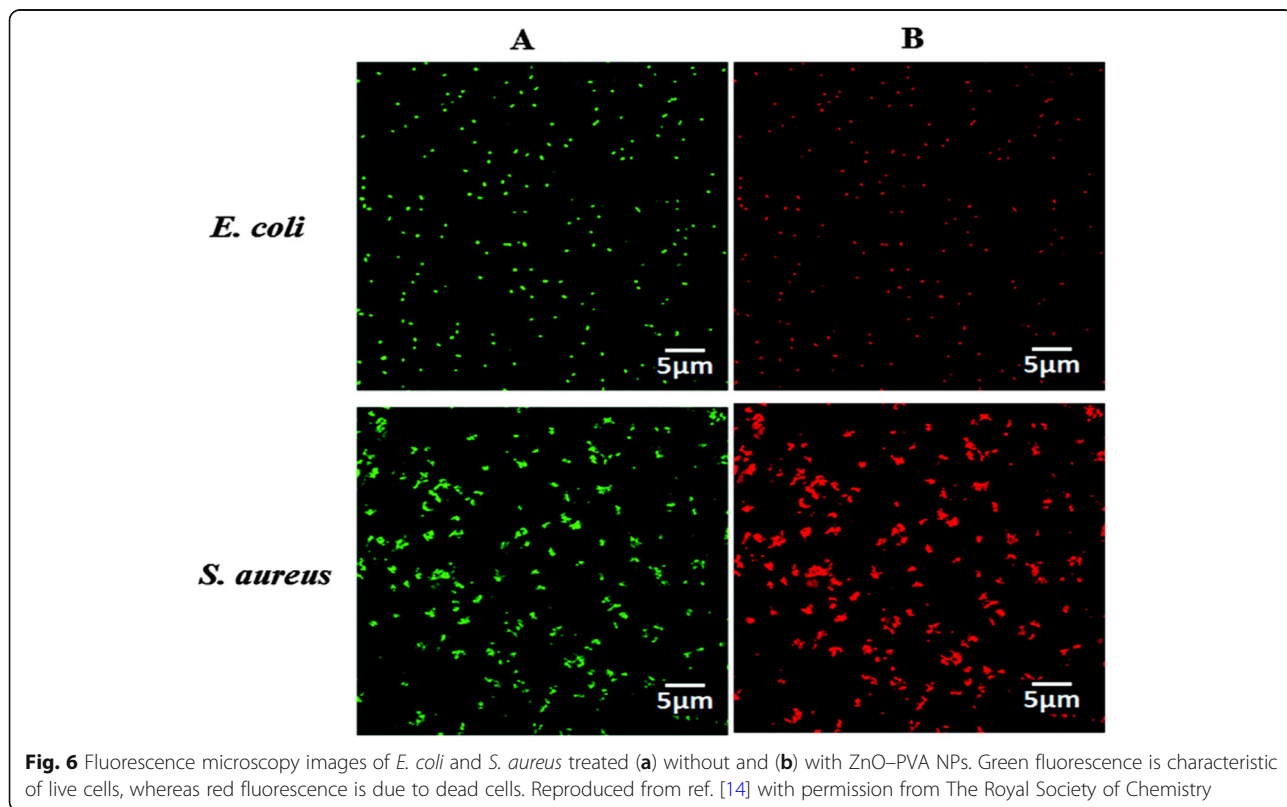 A B
E. coli
5μm 5μm
S. aureus
5μm 5μm
Fig. 6 Fluorescence microscopy images of E. coli and S. aureus treated (a) without and (b) with ZnO–PVA NPs. Green fluorescence is characteristic
of live cells, whereas red fluorescence is due to dead cells. Reproduced from ref. [14] with permission from The Royal Society of Chemistry